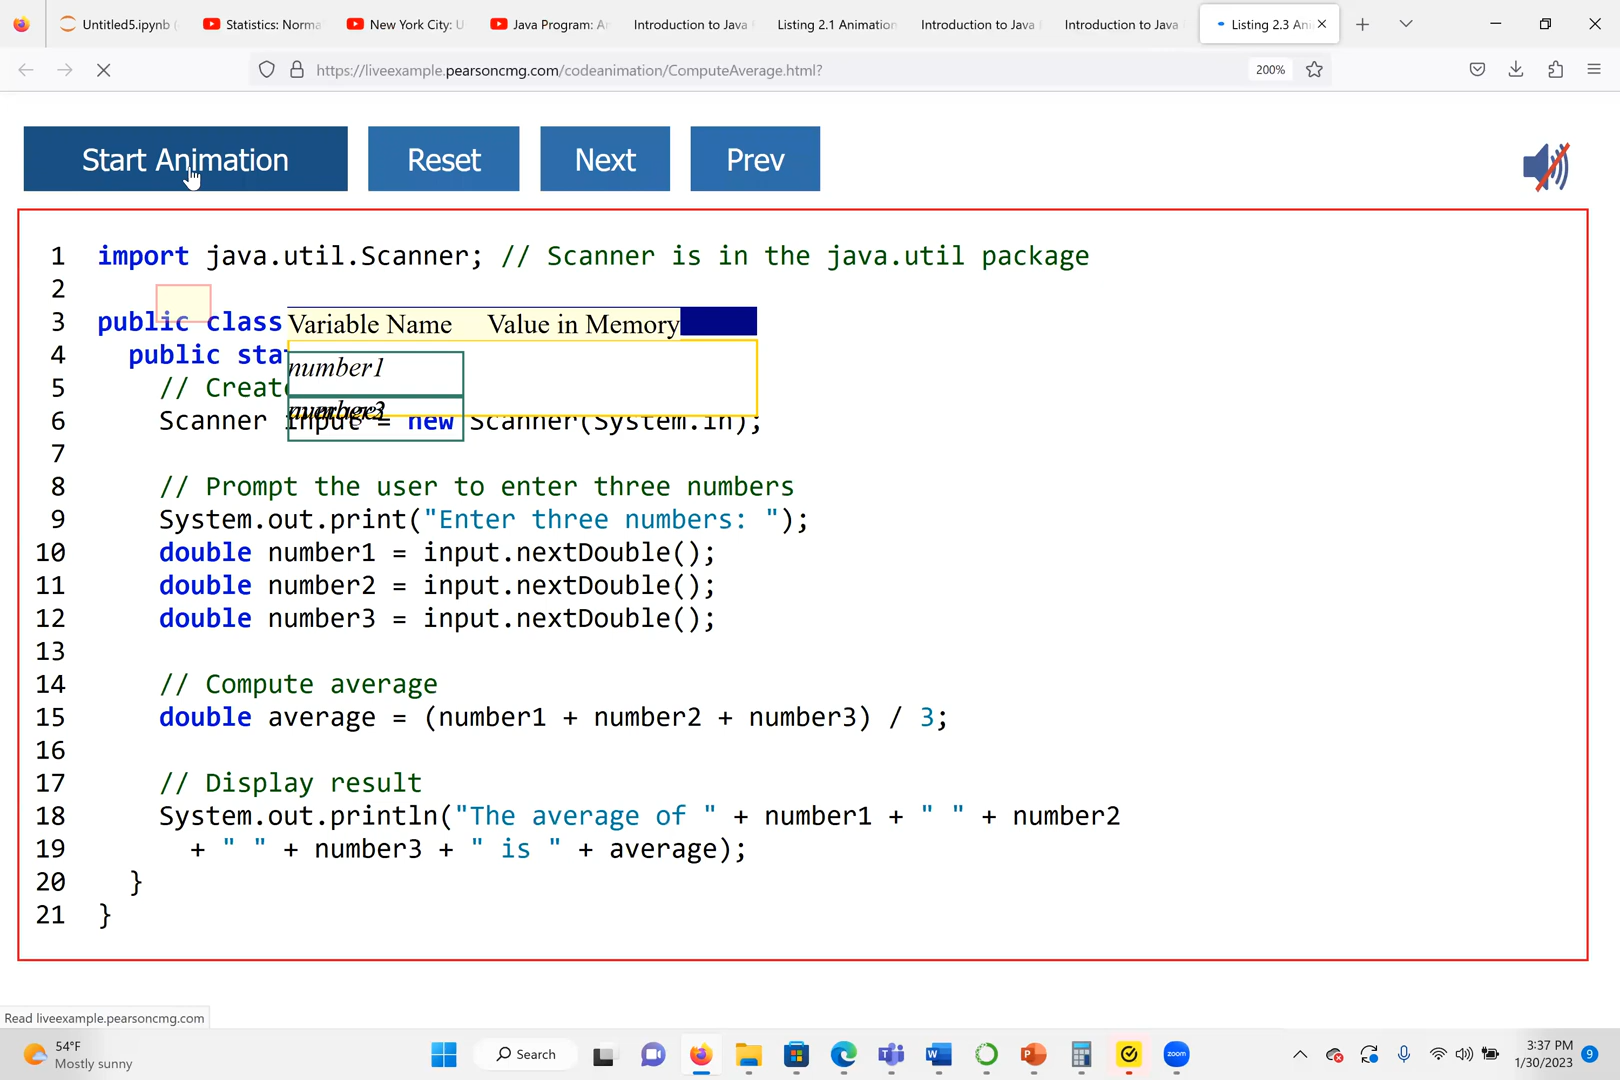 Untitled5.ipynb
Statistics: Norma
New York City: U
Java Program: An
Introduction to Java
Listing 2.1 Animation
Introduction to Java
Introduction to Java
Listing 2.3 Ani
https://liveexample.pearsoncmg.com/codeanimation/ComputeAverage.html?
200%
Start Animation
Reset
Next
Prev
1 import java.util.Scanner; // Scanner is in the java.util package
2
3 public class
Variable Name Value in Memory
4 public stat
number1
5 // Create
6 Scanner input = new Scanner(System.in);
7
8 // Prompt the user to enter three numbers
9 System.out.print("Enter three numbers: ");
10 double number1 = input.nextDouble();
11 double number2 = input.nextDouble();
12 double number3 = input.nextDouble();
13
14 // Compute average
15 double average = (number1 + number2 + number3) / 3;
16
17 // Display result
18 System.out.println("The average of " + number1 + " " + number2
19 + " " + number3 + " is " + average);
20 }
21 }
Read liveexample.pearsoncmg.com
54°F
Mostly sunny
Search
zoom
3:37 PM
1/30/2023
9